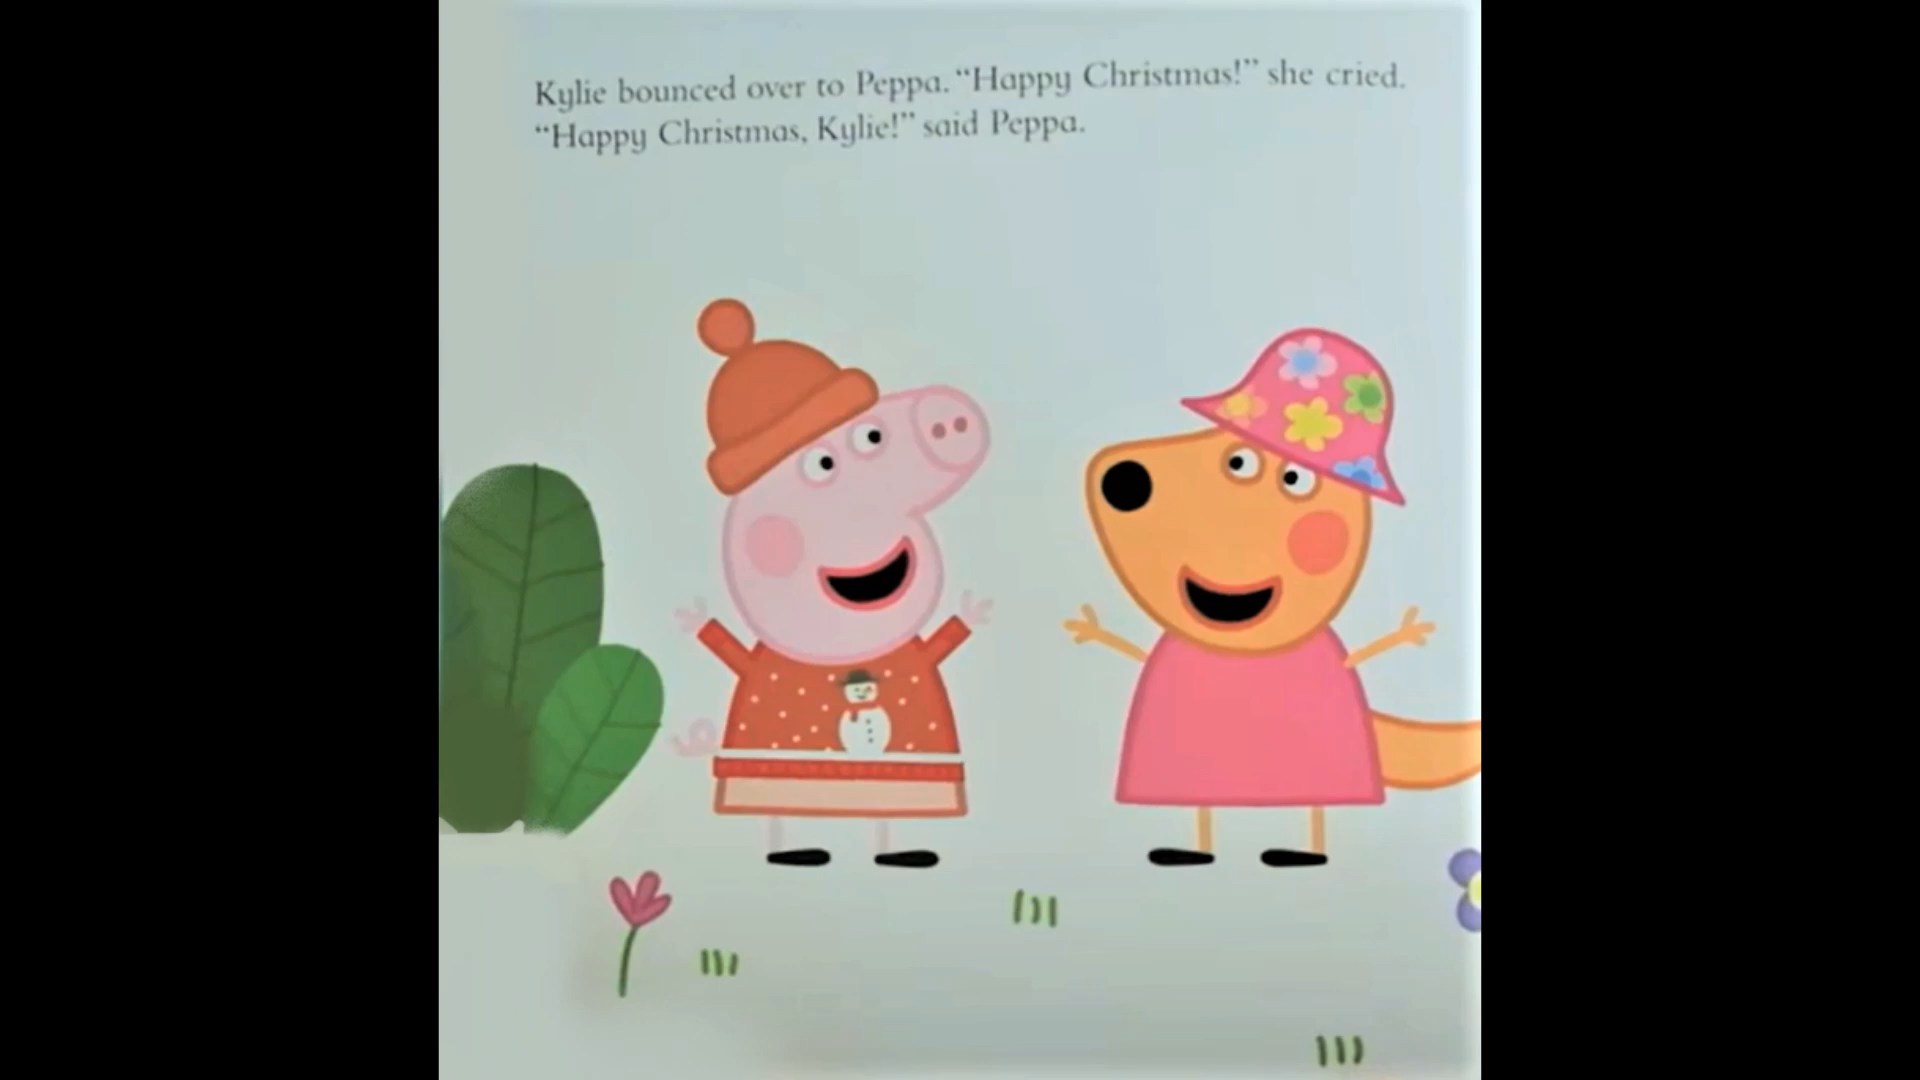 Kylie bounced over to Peppa. “Happy Christmas!” she cried.
“Happy Christmas, Kylie!” said Peppa.